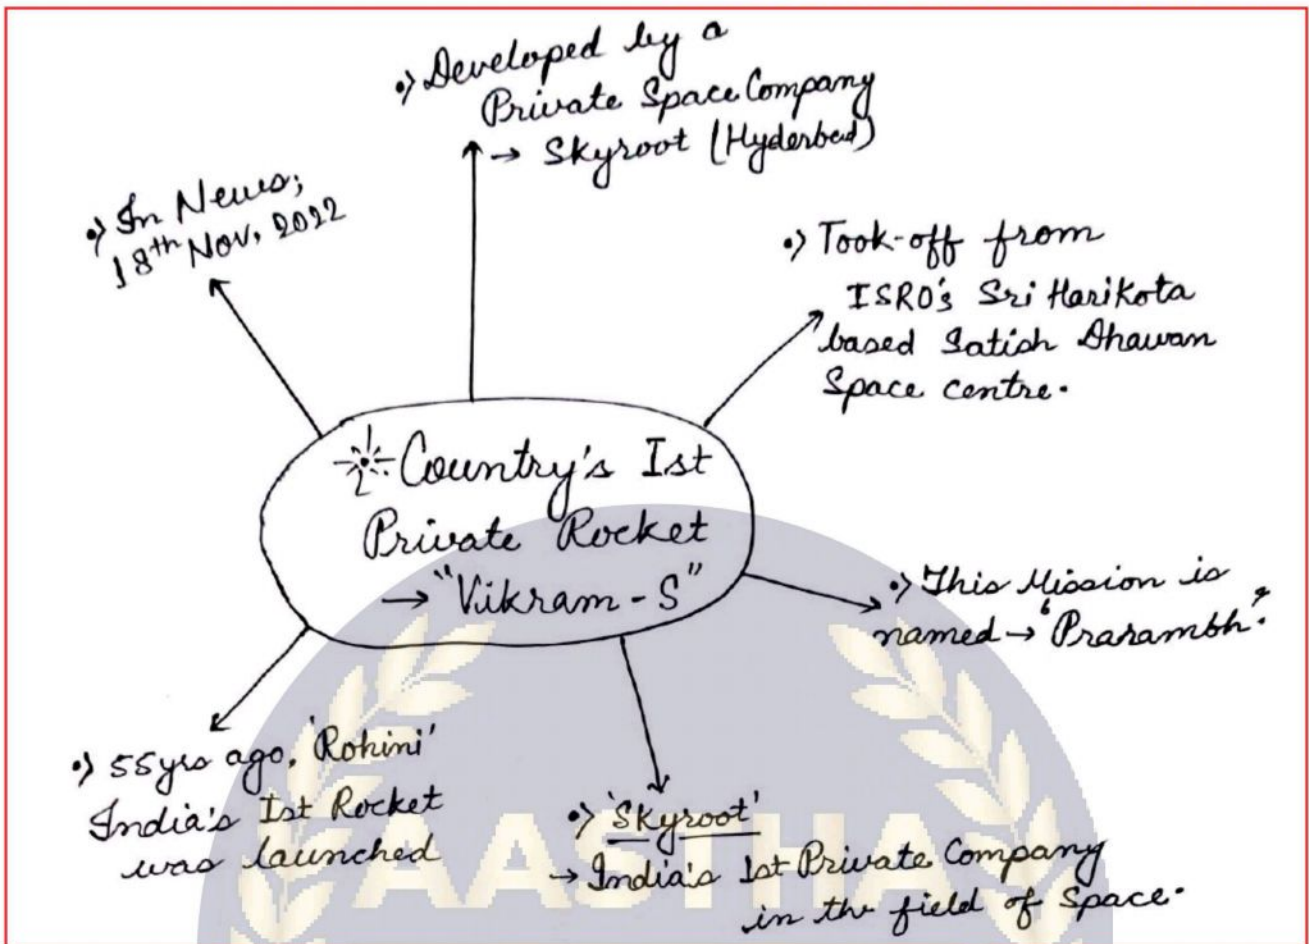 •) Developed by a
Private Space Company
→ Skyroot (Hyderbad)
•) In News;
18th Nov, 2022
•) Took-off from
ISRO's Sri Harikota
based Satish Dhawan
Space centre.
Country's Ist
Private Rocket
→ "Vikram-S"
•) This Mission is
named → 'Prarambh'.
•) 55yrs ago, 'Rohini'
India's Ist Rocket
was launched
•) 'Skyroot'
→ India's 1st Private Company
in the field of Space.
AASTHA